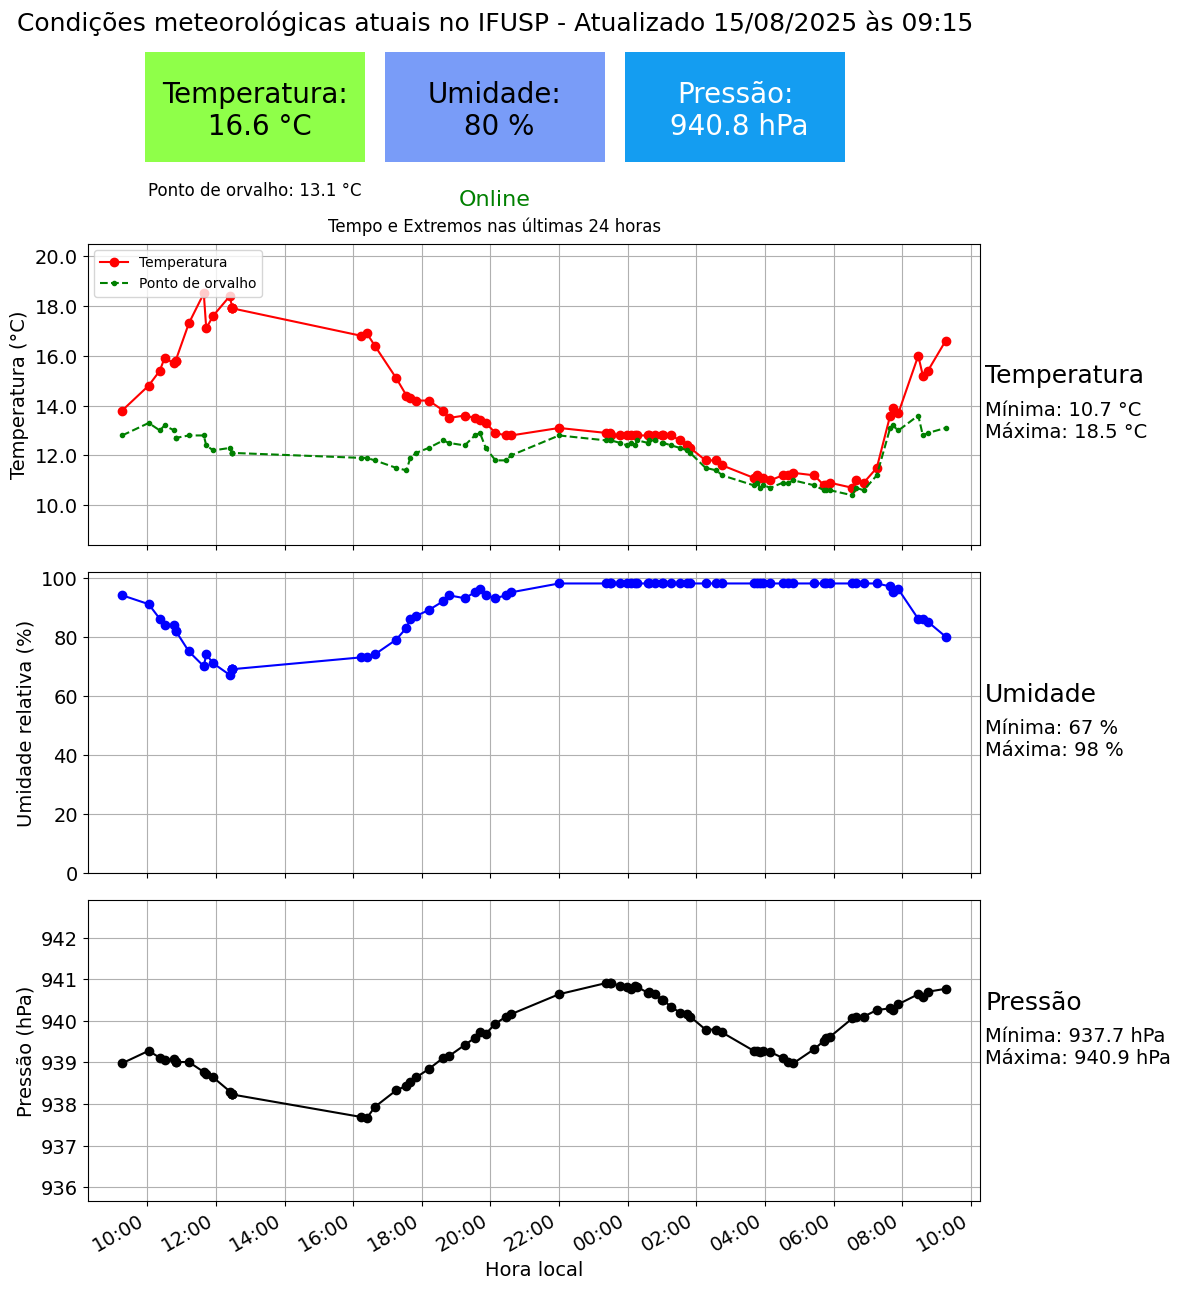 Condições meteorológicas atuais no IFUSP - Atualizado 15/08/2025 às 09:15
Temperatura:
16.6 °C
Umidade:
80 %
Pressão:
940.8 hPa
Ponto de orvalho: 13.1 °C
Online
Tempo e Extremos nas últimas 24 horas
Temperatura (°C)
20.0
18.0
16.0
14.0
12.0
10.0
Temperatura
Ponto de orvalho
Temperatura
Mínima: 10.7 °C
Máxima: 18.5 °C
Umidade relativa (%)
100
80
60
40
20
0
Umidade
Mínima: 67 %
Máxima: 98 %
Pressão (hPa)
942
941
940
939
938
937
936
Pressão
Mínima: 937.7 hPa
Máxima: 940.9 hPa
10:00 12:00 14:00 16:00 18:00 20:00 22:00 00:00 02:00 04:00 06:00 08:00 10:00
Hora local